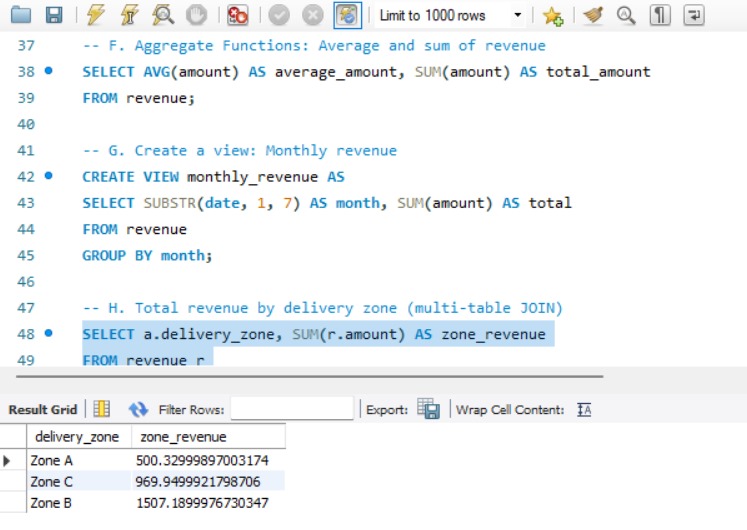 Limit to 1000 rows
37 -- F. Aggregate Functions: Average and sum of revenue
38 SELECT AVG(amount) AS average_amount, SUM(amount) AS total_amount
39 FROM revenue;
40
41 -- G. Create a view: Monthly revenue
42 CREATE VIEW monthly_revenue AS
43 SELECT SUBSTR(date, 1, 7) AS month, SUM(amount) AS total
44 FROM revenue
45 GROUP BY month;
46
47 -- H. Total revenue by delivery zone (multi-table JOIN)
48 SELECT a.delivery_zone, SUM(r.amount) AS zone_revenue
49 FROM revenue r
Result Grid Filter Rows: Export: Wrap Cell Content: IA
delivery_zone zone_revenue
Zone A 500.32999897003174
Zone C 969.9499921798706
Zone B 1507.1899976730347